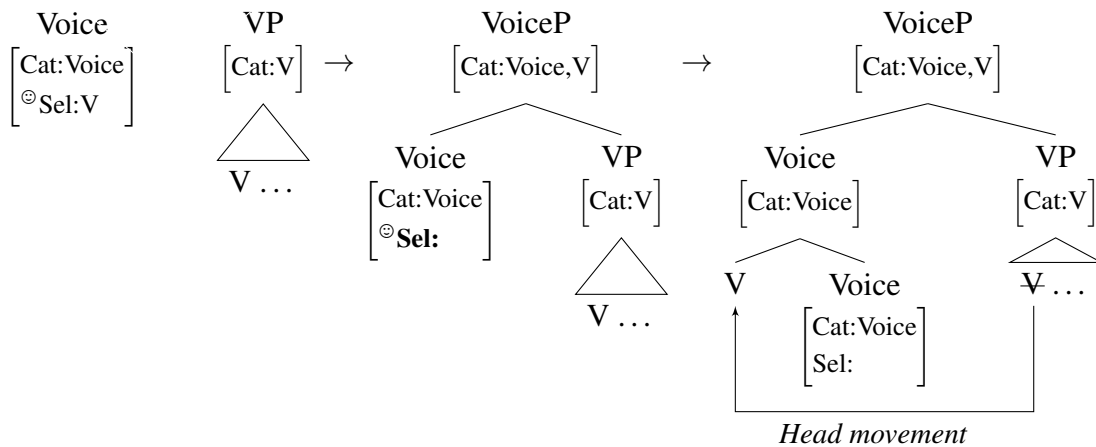 Voice VP VoiceP VoiceP
[Cat:Voice [Cat:V] → [Cat:Voice,V] → [Cat:Voice,V]
☺Sel:V]
Voice VP Voice VP
V …
[Cat:Voice [Cat:V] [Cat:Voice] [Cat:V]
☺Sel:]
V Voice V …
V …
[Cat:Voice
Sel:]
Head movement